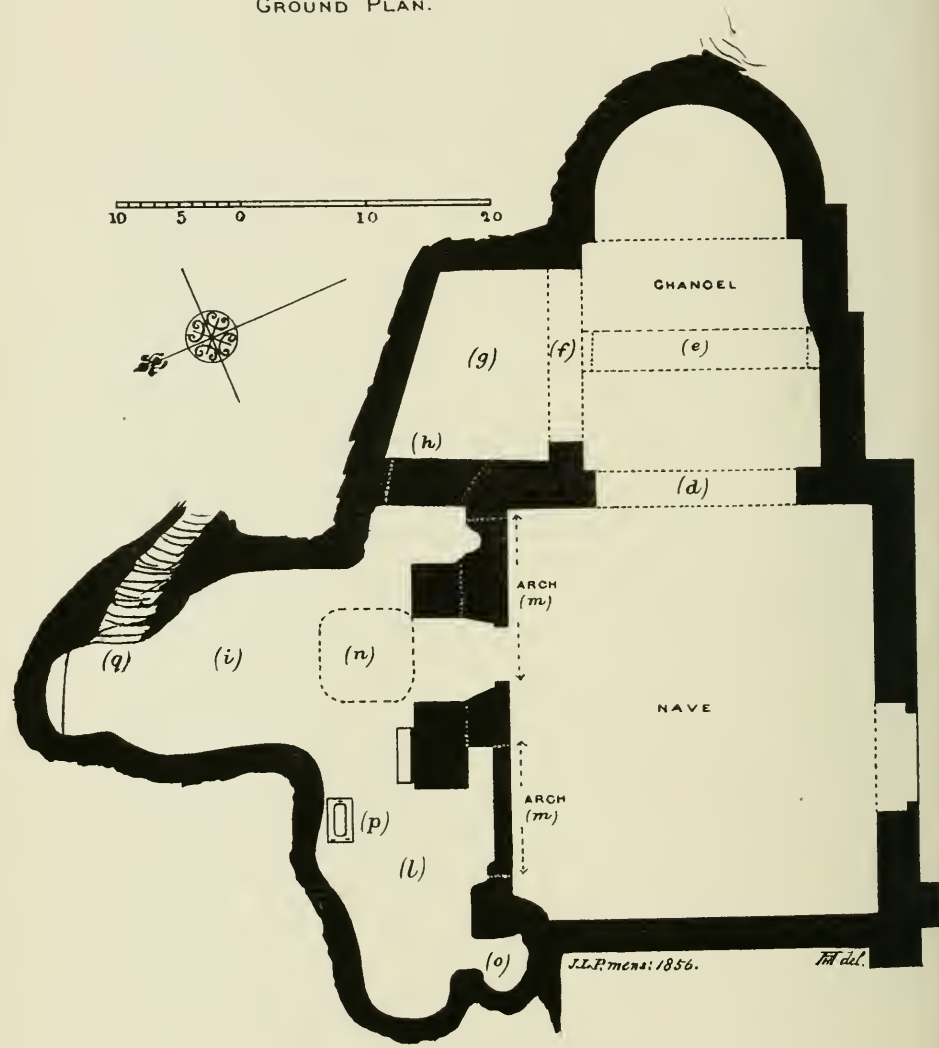 GROUND PLAN.
10 5 0 10 20
CHANCEL
(g)
(f)
(e)
(h)
(d)
ARCH
(m)
(q)
(i)
(n)
NAVE
ARCH
(m)
(p)
(l)
(o)
J.L.P. mens: 1856.
del.